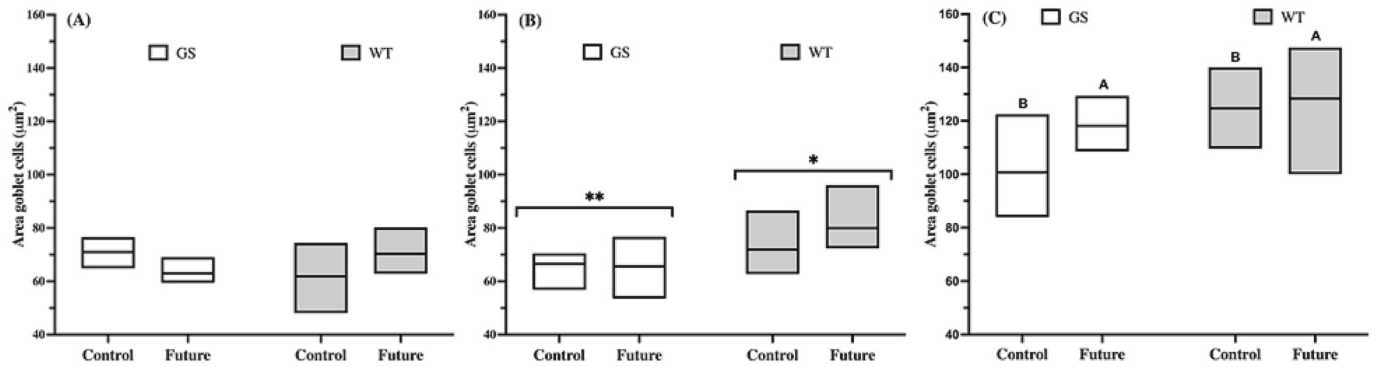 (A)
GS
WT
Area goblet cells (µm²)
160
140
120
100
80
60
40
Control
Future
Control
Future
(B)
GS
WT
Area goblet cells (µm²)
160
140
120
100
80
60
40
**
*
Control
Future
Control
Future
(C)
GS
WT
Area goblet cells (µm²)
160
140
120
100
80
60
40
B
A
B
A
Control
Future
Control
Future